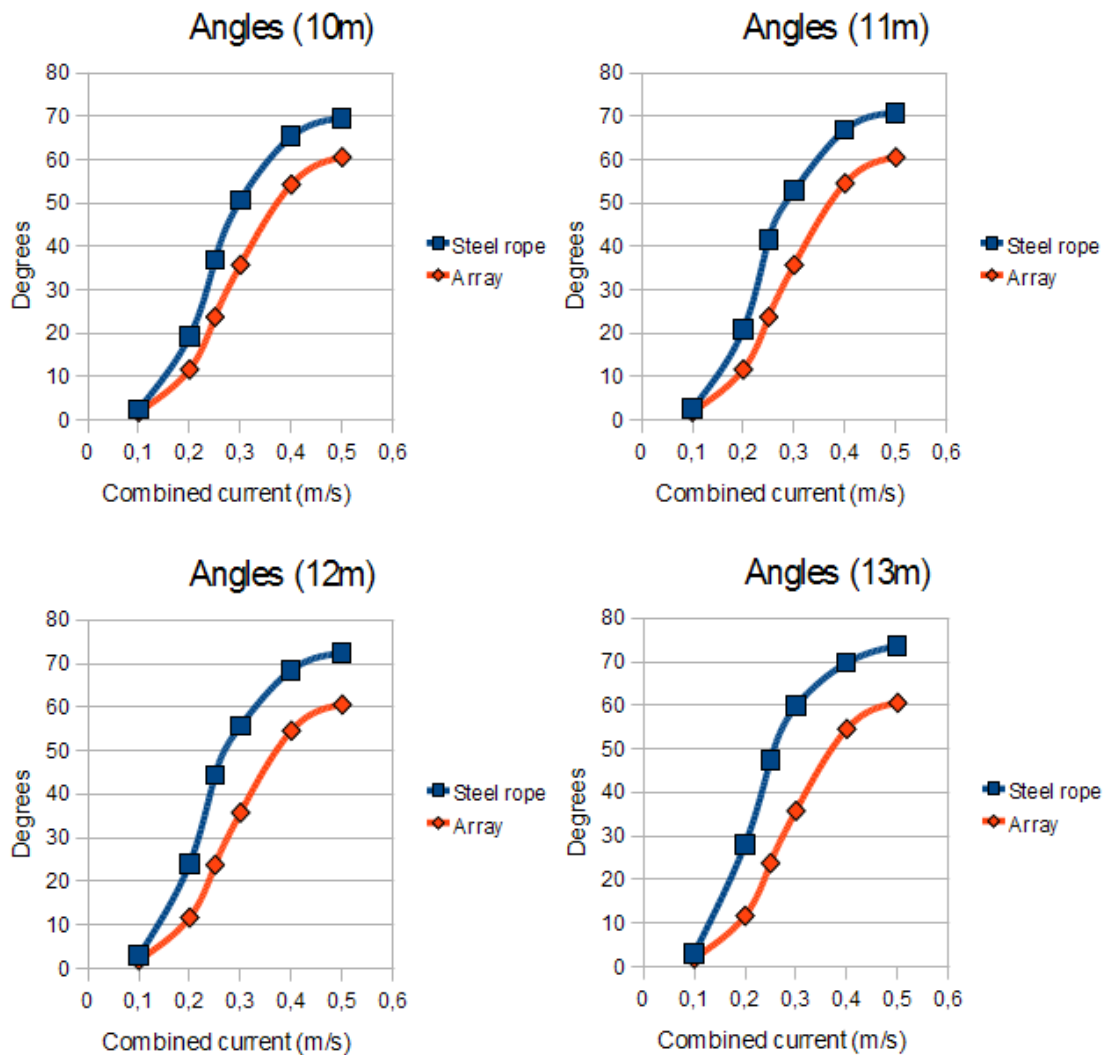 Angles (10m)
80
70
60
50
40
30
20
10
0
Degrees
0 0,1 0,2 0,3 0,4 0,5 0,6
Combined current (m/s)
Steel rope
Array
Angles (11m)
80
70
60
50
40
30
20
10
0
Degrees
0 0,1 0,2 0,3 0,4 0,5 0,6
Combined current (m/s)
Steel rope
Array
Angles (12m)
80
70
60
50
40
30
20
10
0
Degrees
0 0,1 0,2 0,3 0,4 0,5 0,6
Combined current (m/s)
Steel rope
Array
Angles (13m)
80
70
60
50
40
30
20
10
0
Degrees
0 0,1 0,2 0,3 0,4 0,5 0,6
Combined current (m/s)
Steel rope
Array